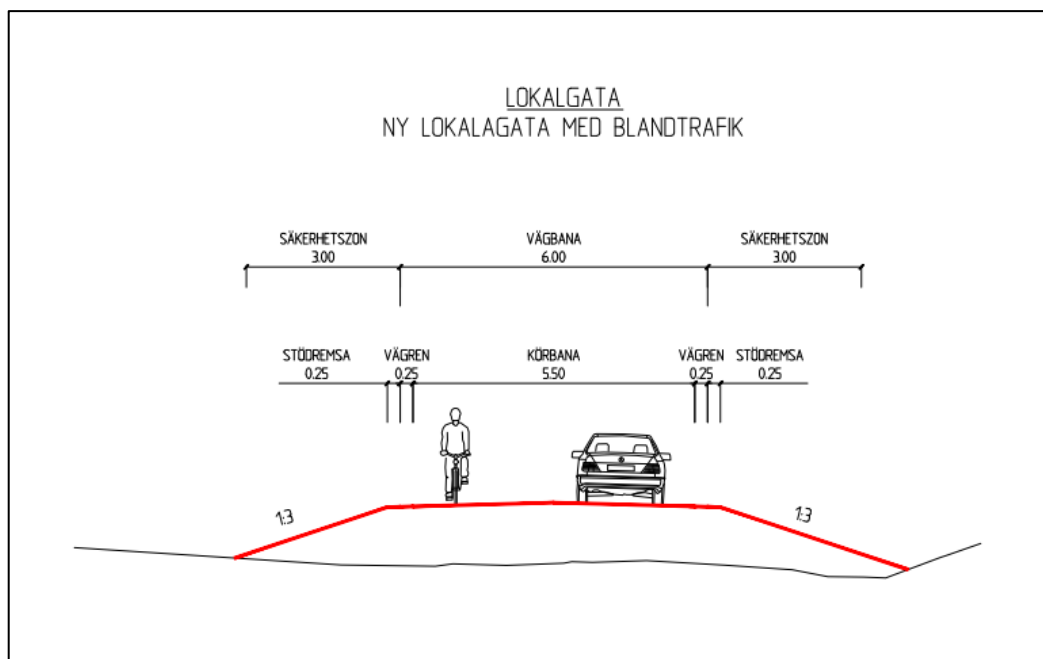 LOKALGATA
NY LOKALAGATA MED BLANDTRAFIK
SÄKERHETSZON VÄGBANA SÄKERHETSZON
3.00 6.00 3.00
STÖDREMSA VÄGREN KÖRBANA VÄGREN STÖDREMSA
0.25 0.25 5.50 0.25 0.25
1:3 1:3